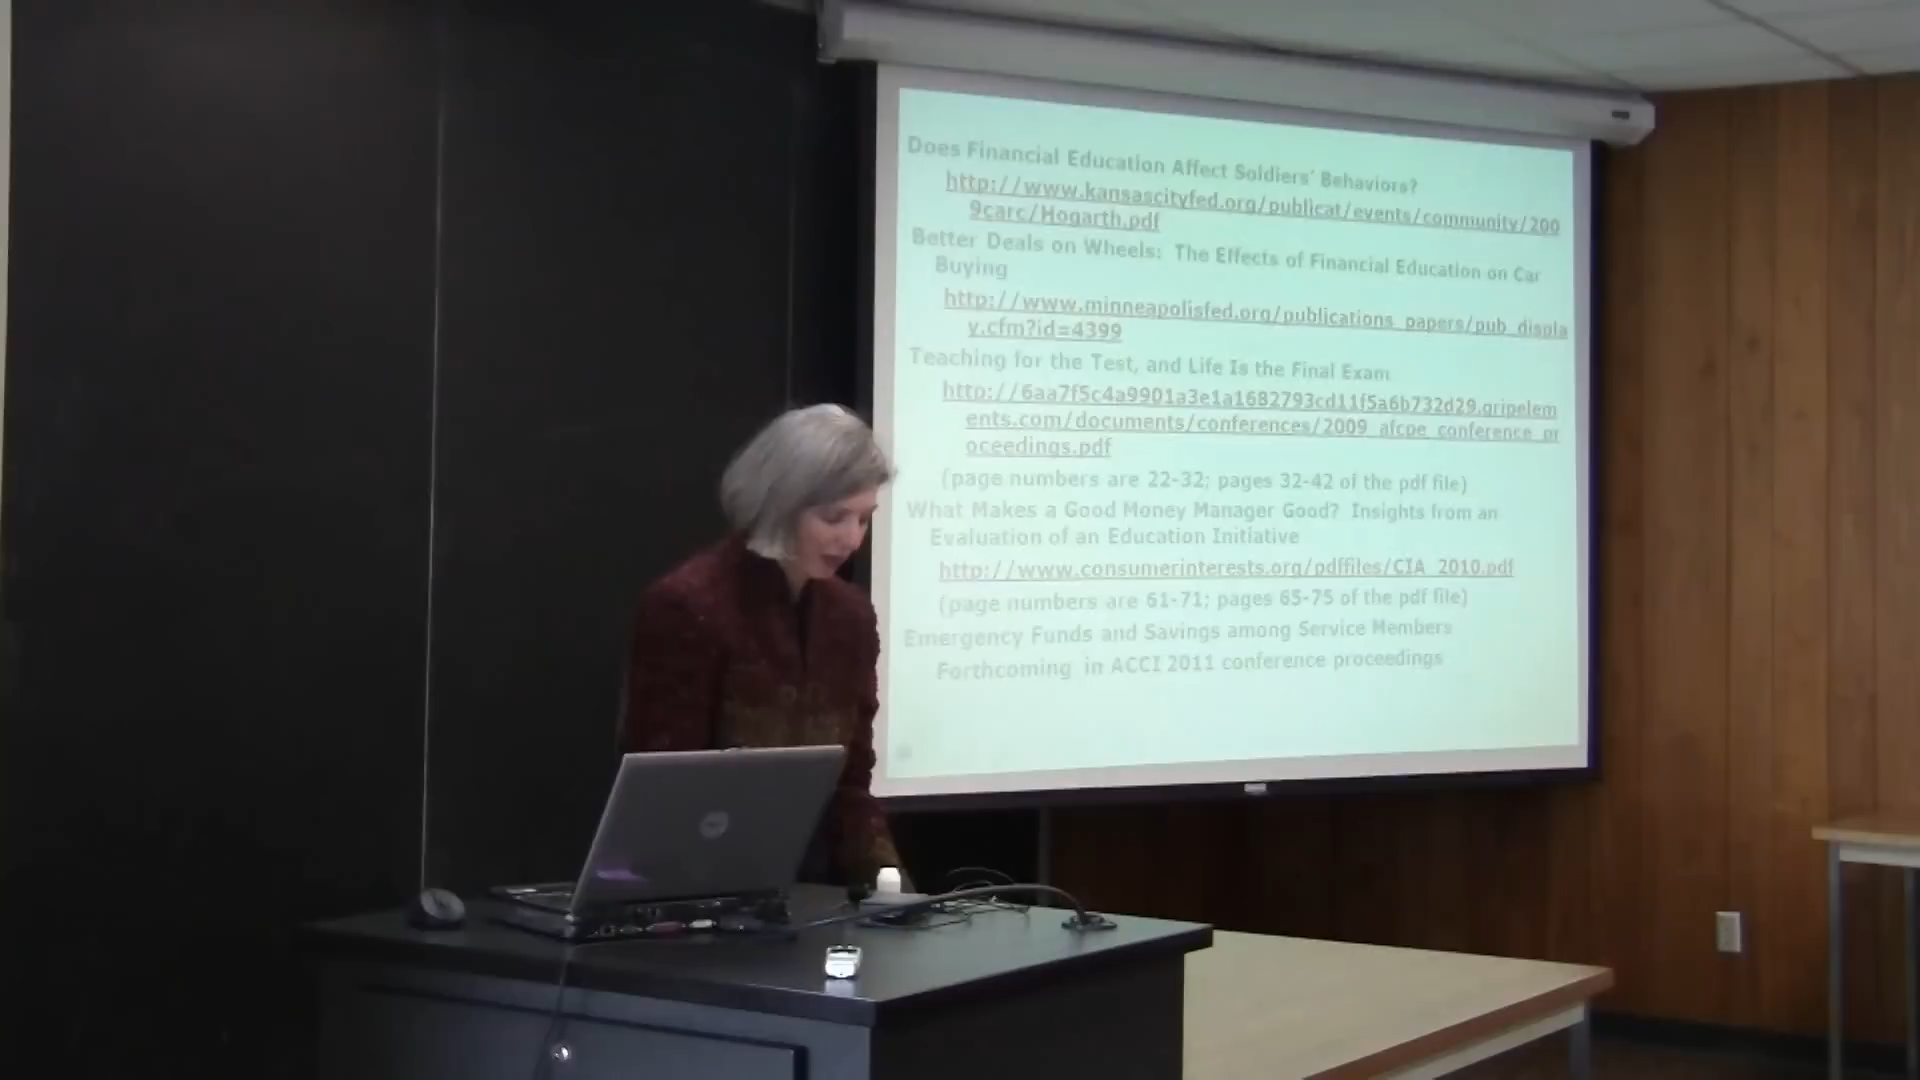 Does Financial Education Affect Soldiers' Behaviors?
http://www.kansascityfed.org/publicat/events/community/200
9carc/Hogarth.pdf
Better Deals on Wheels: The Effects of Financial Education on Car
Buying
http://www.minneapolisfed.org/publications_papers/pub_displa
y.cfm?id=4399
Teaching for the Test, and Life Is the Final Exam
http://6aa7f5c4a9901a3e1a1682793cd11f5a6b732d29.gripelem
ents.com/documents/conferences/2009_afcpe_conference_pr
oceedings.pdf
(page numbers are 22-32; pages 32-42 of the pdf file)
What Makes a Good Money Manager Good? Insights from an
Evaluation of an Education Initiative
http://www.consumerinterests.org/pdffiles/CIA_2010.pdf
(page numbers are 61-71; pages 65-75 of the pdf file)
Emergency Funds and Savings among Service Members
Forthcoming in ACCI 2011 conference proceedings